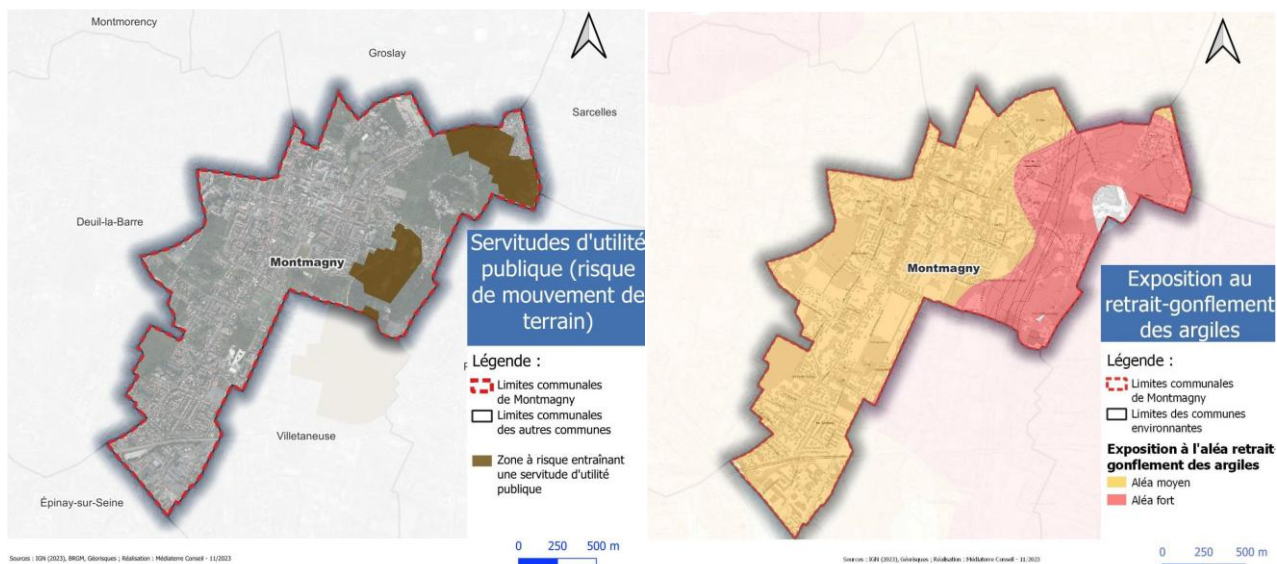 Montmorency
Groslay
Sarcelles
Deuil-la-Barre
Montmagny
Villetaneuse
Épinay-sur-Seine
Servitudes d'utilité
publique (risque
de mouvement de
terrain)
Légende :
Limites communales
de Montmagny
Limites communales
des autres communes
Zone à risque entraînant
une servitude d'utilité
publique
0 250 500 m
Sources : IGN (2023), BRGM, Géorisques ; Réalisation : Médiaterre Conseil - 11/2023
Montmagny
Exposition au
retrait-gonflement
des argiles
Légende :
Limites communales
de Montmagny
Limites des communes
environnantes
Exposition à l'aléa retrait-
gonflement des argiles
Aléa moyen
Aléa fort
0 250 500 m
Sources : IGN (2023), Géorisques ; Réalisation : Médiaterre Conseil - 11/2023